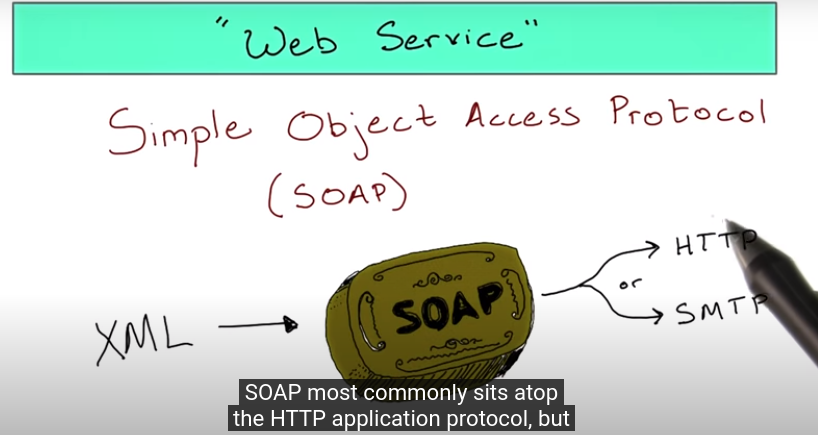 "Web Service"
Simple Object Access Protocol
(SOAP)
XML
SOAP
HTTP
or
SMTP
SOAP most commonly sits atop
the HTTP application protocol, but